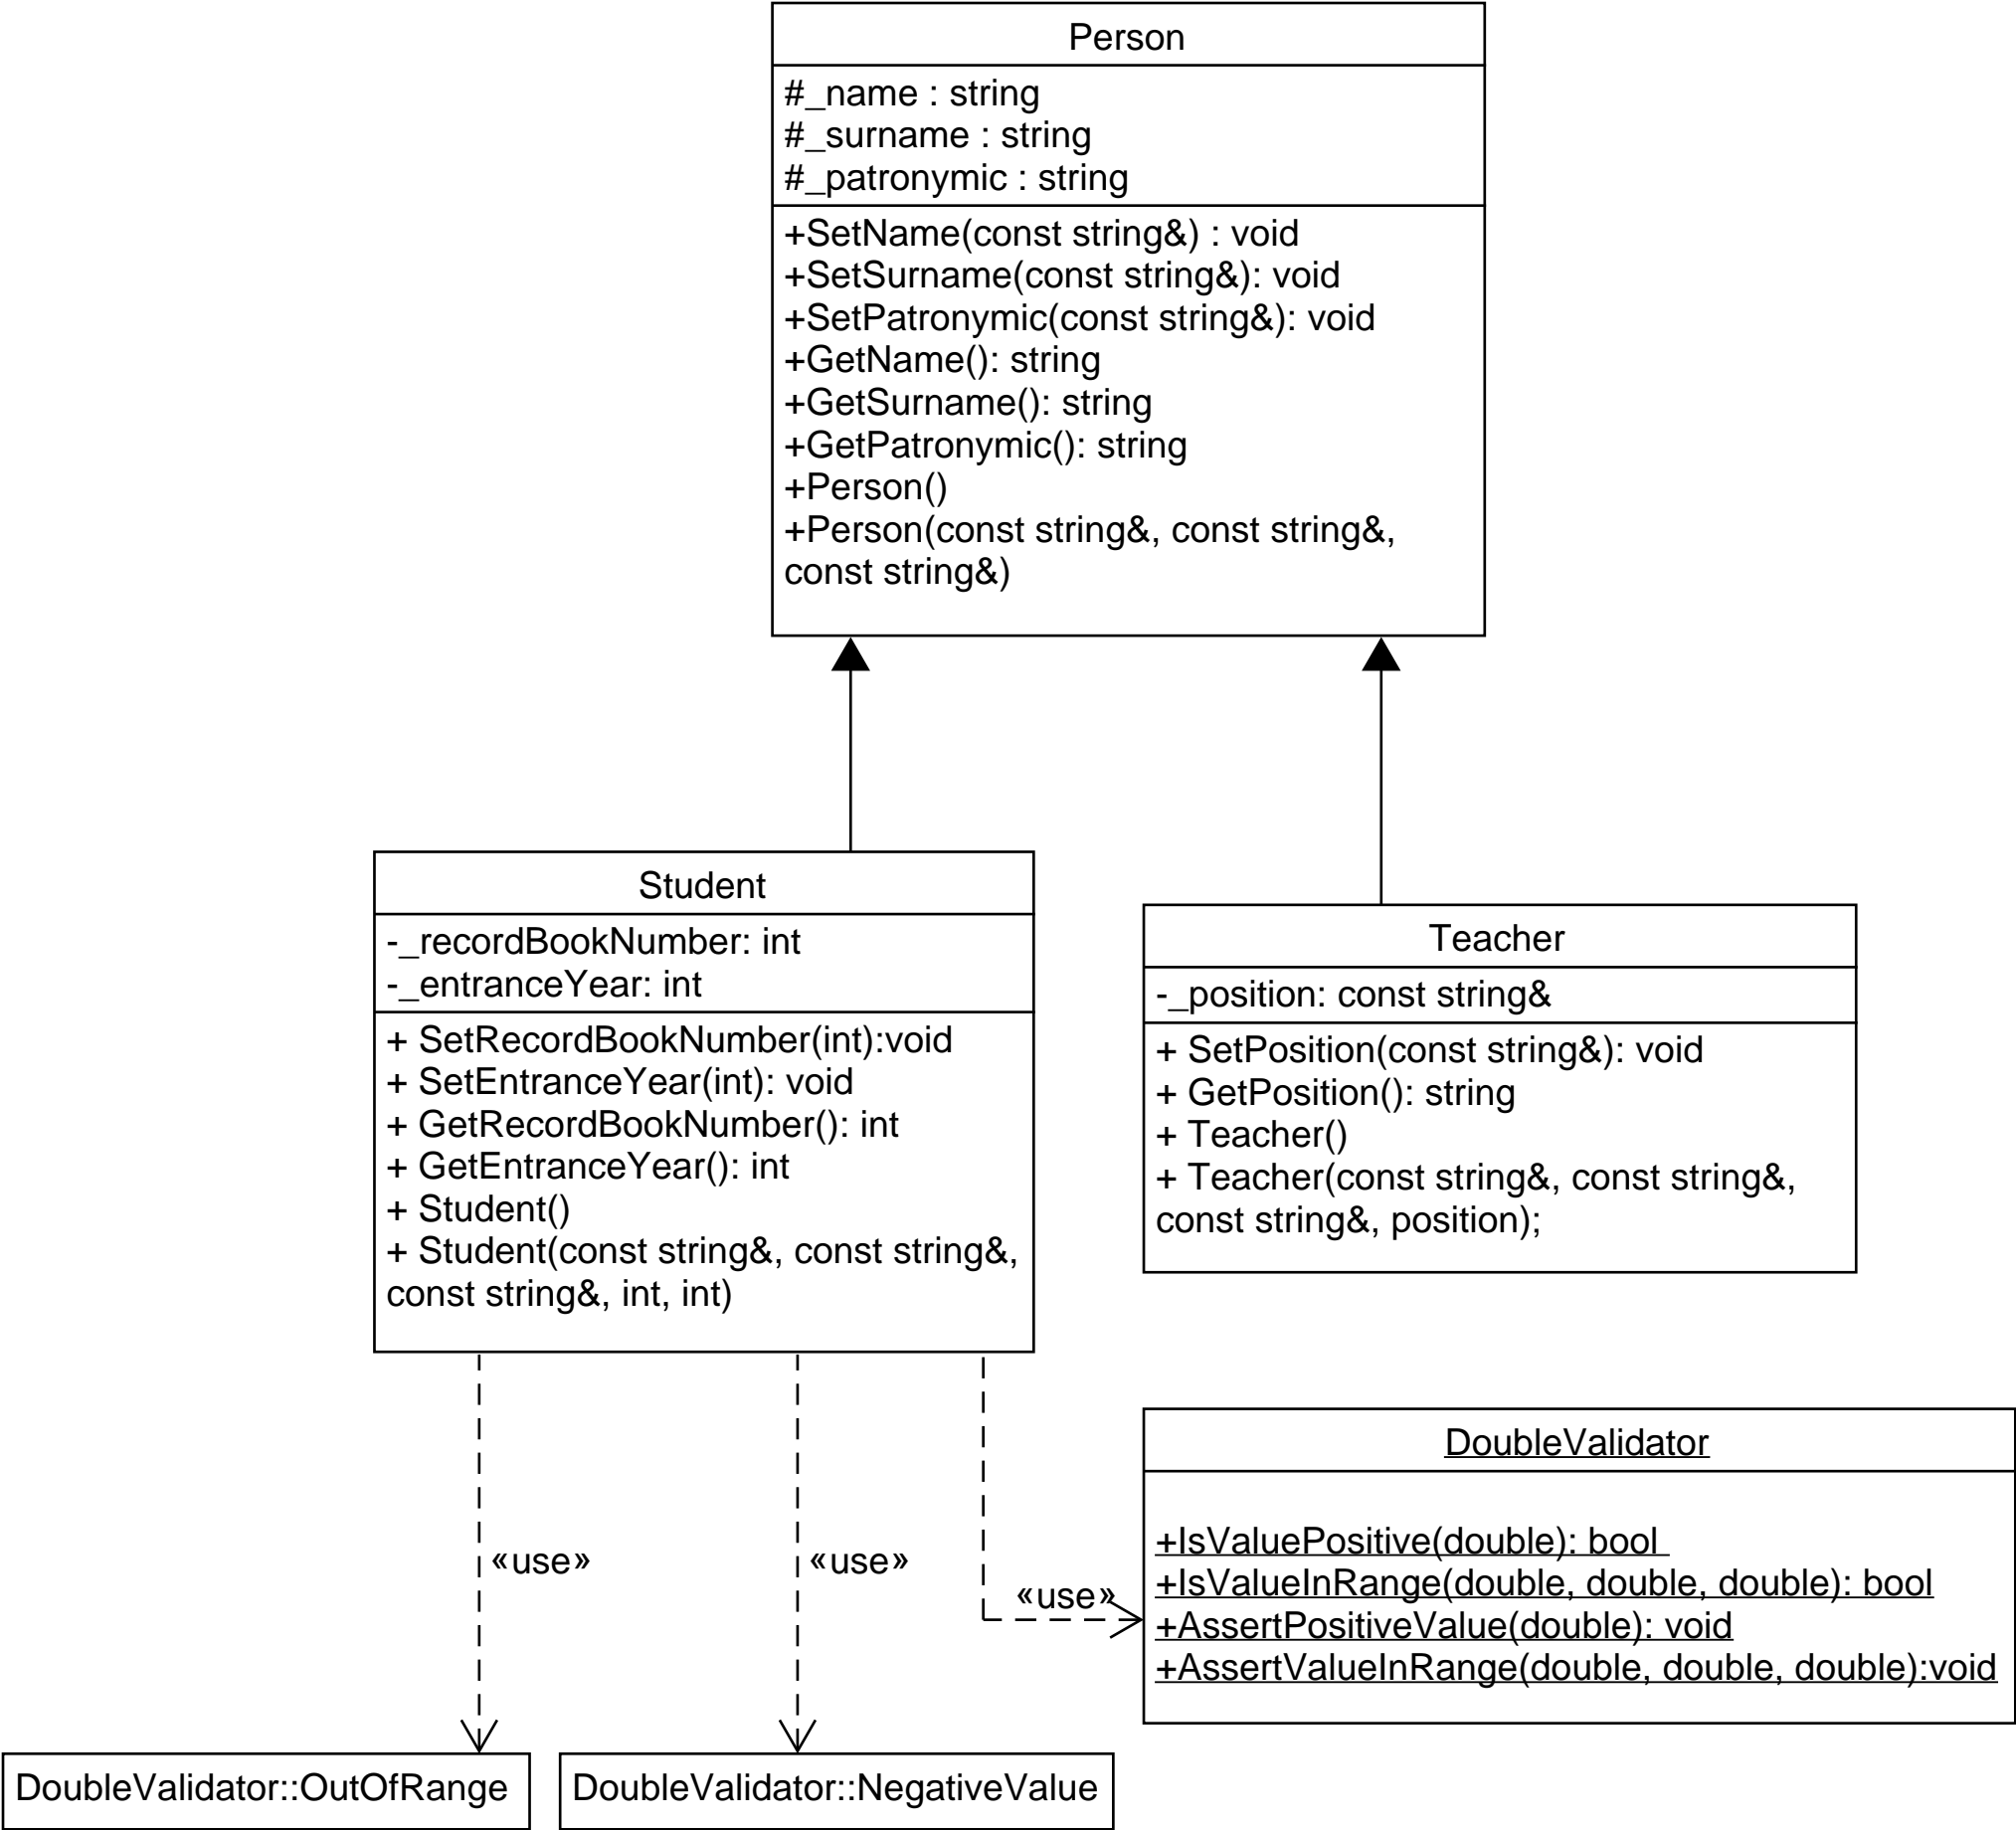 Person
#_name : string
#_surname : string
#_patronymic : string
+SetName(const string&) : void
+SetSurname(const string&): void
+SetPatronymic(const string&): void
+GetName(): string
+GetSurname(): string
+GetPatronymic(): string
+Person()
+Person(const string&, const string&,
const string&)
Student
-_recordBookNumber: int
-_entranceYear: int
+ SetRecordBookNumber(int):void
+ SetEntranceYear(int): void
+ GetRecordBookNumber(): int
+ GetEntranceYear(): int
+ Student()
+ Student(const string&, const string&,
const string&, int, int)
Teacher
-_position: const string&
+ SetPosition(const string&): void
+ GetPosition(): string
+ Teacher()
+ Teacher(const string&, const string&,
const string&, position);
«use»
«use»
«use»
DoubleValidator
+IsValuePositive(double): bool
+IsValueInRange(double, double, double): bool
+AssertPositiveValue(double): void
+AssertValueInRange(double, double, double):void
DoubleValidator::OutOfRange
DoubleValidator::NegativeValue